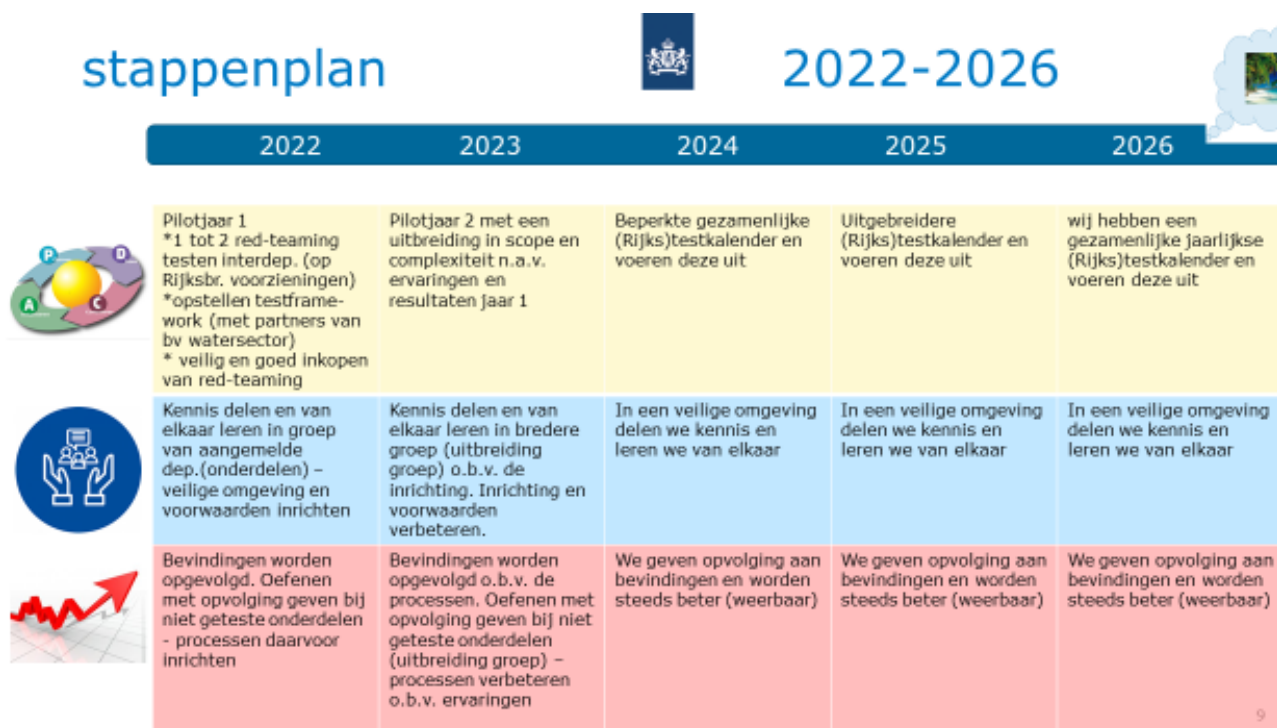 stappenplan
2022-2026
2022
2023
2024
2025
2026
P
D
A
C
Pilotjaar 1
*1 tot 2 red-teaming
testen interdep. (op
Rijksbr. voorzieningen)
*opstellen testframe-
work (met partners van
bv watersector)
* veilig en goed inkopen
van red-teaming
Pilotjaar 2 met een
uitbreiding in scope en
complexiteit n.a.v.
ervaringen en
resultaten jaar 1
Beperkte gezamenlijke
(Rijks)testkalender en
voeren deze uit
Uitgebreidere
(Rijks)testkalender en
voeren deze uit
wij hebben een
gezamenlijke jaarlijkse
(Rijks)testkalender en
voeren deze uit
Kennis delen en van
elkaar leren in groep
van aangemelde
dep.(onderdelen) –
veilige omgeving en
voorwaarden inrichten
Kennis delen en van
elkaar leren in bredere
groep (uitbreiding
groep) o.b.v. de
inrichting. Inrichting en
voorwaarden
verbeteren.
In een veilige omgeving
delen we kennis en
leren we van elkaar
In een veilige omgeving
delen we kennis en
leren we van elkaar
In een veilige omgeving
delen we kennis en
leren we van elkaar
Bevindingen worden
opgevolgd. Oefenen
met opvolging geven bij
niet geteste onderdelen
- processen daarvoor
inrichten
Bevindingen worden
opgevolgd o.b.v. de
processen. Oefenen met
opvolging geven bij niet
geteste onderdelen
(uitbreiding groep) –
processen verbeteren
o.b.v. ervaringen
We geven opvolging aan
bevindingen en worden
steeds beter (weerbaar)
We geven opvolging aan
bevindingen en worden
steeds beter (weerbaar)
We geven opvolging aan
bevindingen en worden
steeds beter (weerbaar)
9